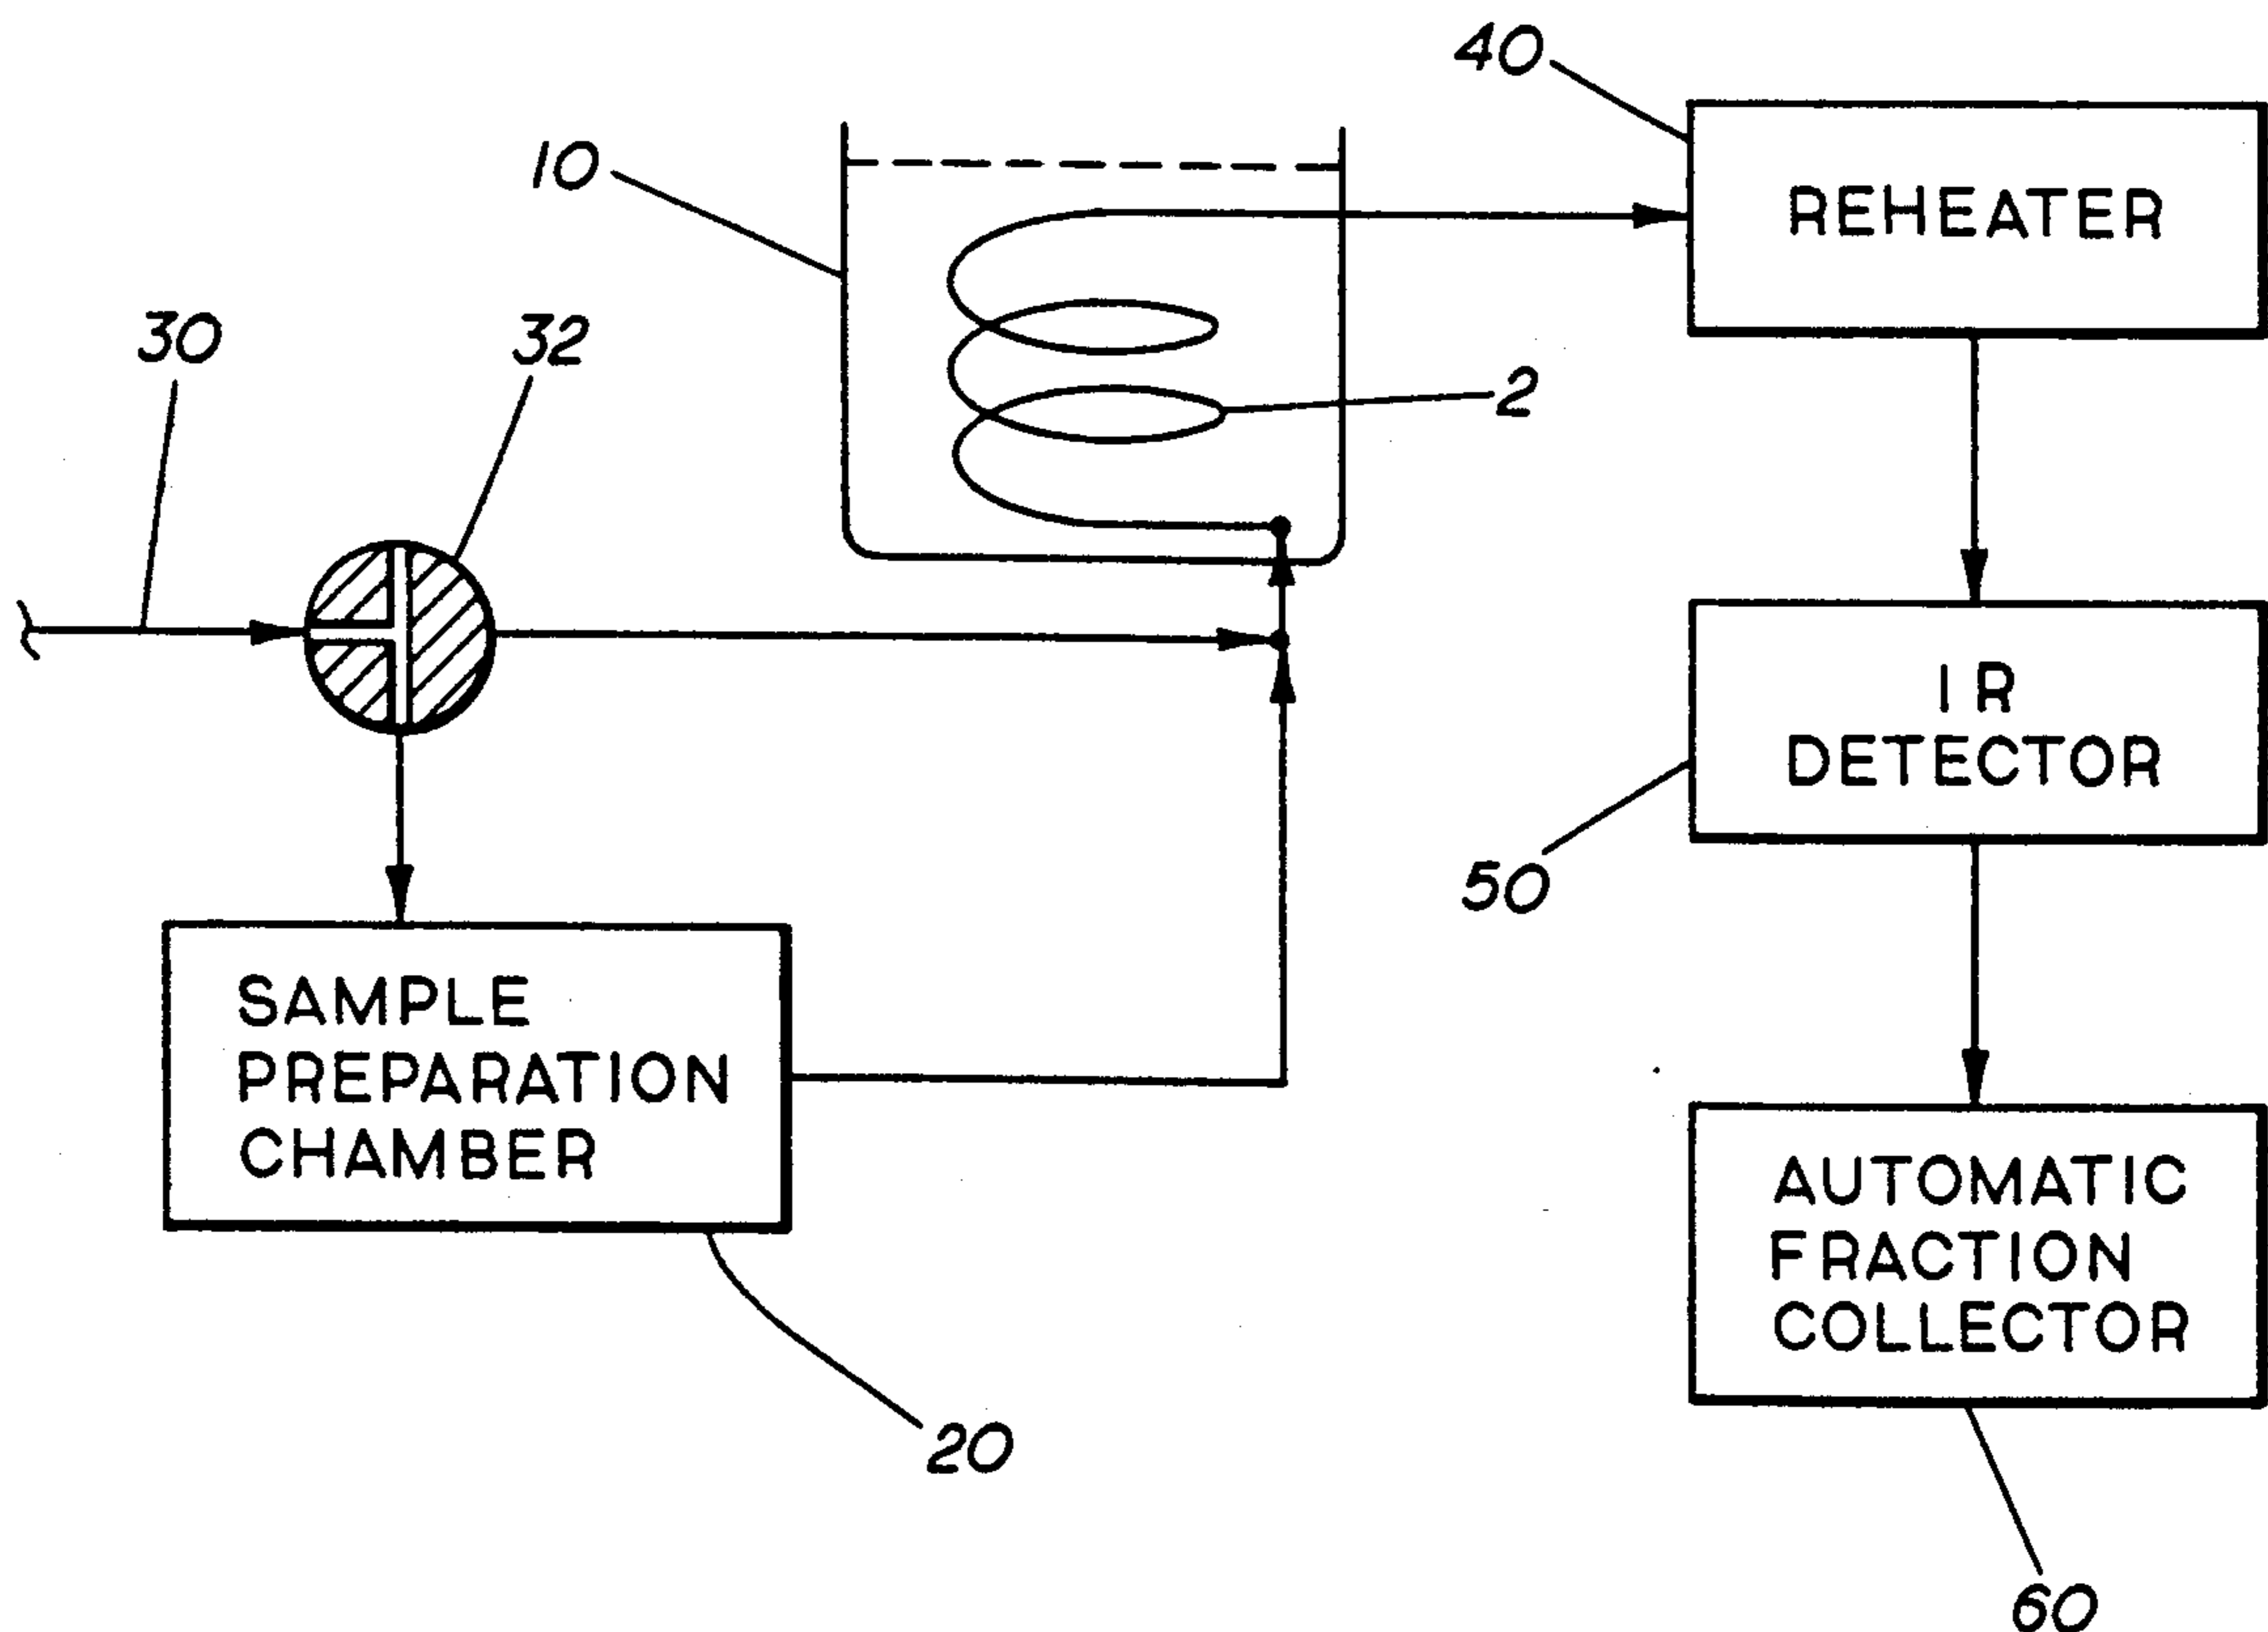 40
10
REHEATER
30
32
2
I R
DETECTOR
50
SAMPLE
PREPARATION
CHAMBER
AUTOMATIC
FRACTION
COLLECTOR
20
60